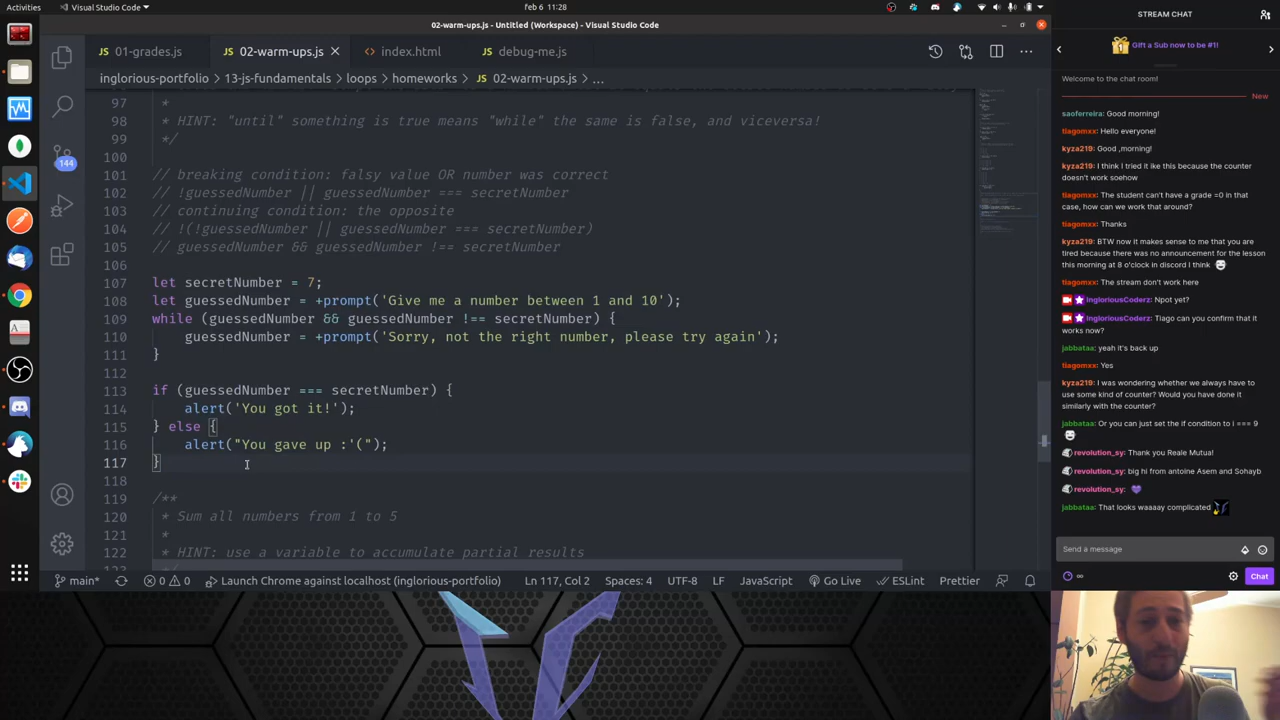 Activities
Visual Studio Code
feb 6 11:28
02-warm-ups.js - Untitled (Workspace) - Visual Studio Code
01-grades.js
02-warm-ups.js
index.html
debug-me.js
inglorious-portfolio > 13-js-fundamentals > loops > homeworks > 02-warm-ups.js > ...
97 *
98 * HINT: "until" something is true means "while" the same is false, and viceversa!
99 */
100
101 // breaking condition: falsy value OR number was correct
102 // !guessedNumber || guessedNumber === secretNumber
103 // continuing condition: the opposite
104 // !(!guessedNumber || guessedNumber === secretNumber)
105 // guessedNumber && guessedNumber !== secretNumber
106
107 let secretNumber = 7;
108 let guessedNumber = +prompt('Give me a number between 1 and 10');
109 while (guessedNumber && guessedNumber !== secretNumber) {
110 guessedNumber = +prompt('Sorry, not the right number, please try again');
111 }
112
113 if (guessedNumber === secretNumber) {
114 alert('You got it!');
115 } else {
116 alert("You gave up :'(");
117 }
118
119 /**
120 * Sum all numbers from 1 to 5
121 *
122 * HINT: use a variable to accumulate partial results
144
main*
0 0
Launch Chrome against localhost (inglorious-portfolio)
Ln 117, Col 2
Spaces: 4
UTF-8
LF
JavaScript
Go Live
ESLint
Prettier
STREAM CHAT
Gift a Sub now to be #1!
Welcome to the chat room!
New
saoferreira: Good morning!
tiagomxx: Hello everyone!
kyza219: Good ,morning!
kyza219: I think I tried it ike this because the counter
doesn't work soehow
tiagomxx: The student can't have a grade =0 In that
case, how can we work that around?
tiagomxx: Thanks
kyza219: BTW now it makes sense to me that you are
tired because there was no announcement for the lesson
this morning at 8 o'clock in discord I think
tiagomxx: The stream don't work here
IngloriousCoderz: Npot yet?
IngloriousCoderz: Tiago can you confirm that it
works now?
jabbataa: yeah it's back up
tiagomxx: Yes
kyza219: I was wondering whether we always have to
use some kind of counter? Would you have done it
similarly with the counter?
jabbataa: Or you can just set the if condition to i === 9
revolution_sy: Thank you Reale Mutua!
revolution_sy: big hi from antoine Asem and Sohayb
revolution_sy:
jabbataa: That looks waaaay complicated
Send a message
∞
Chat